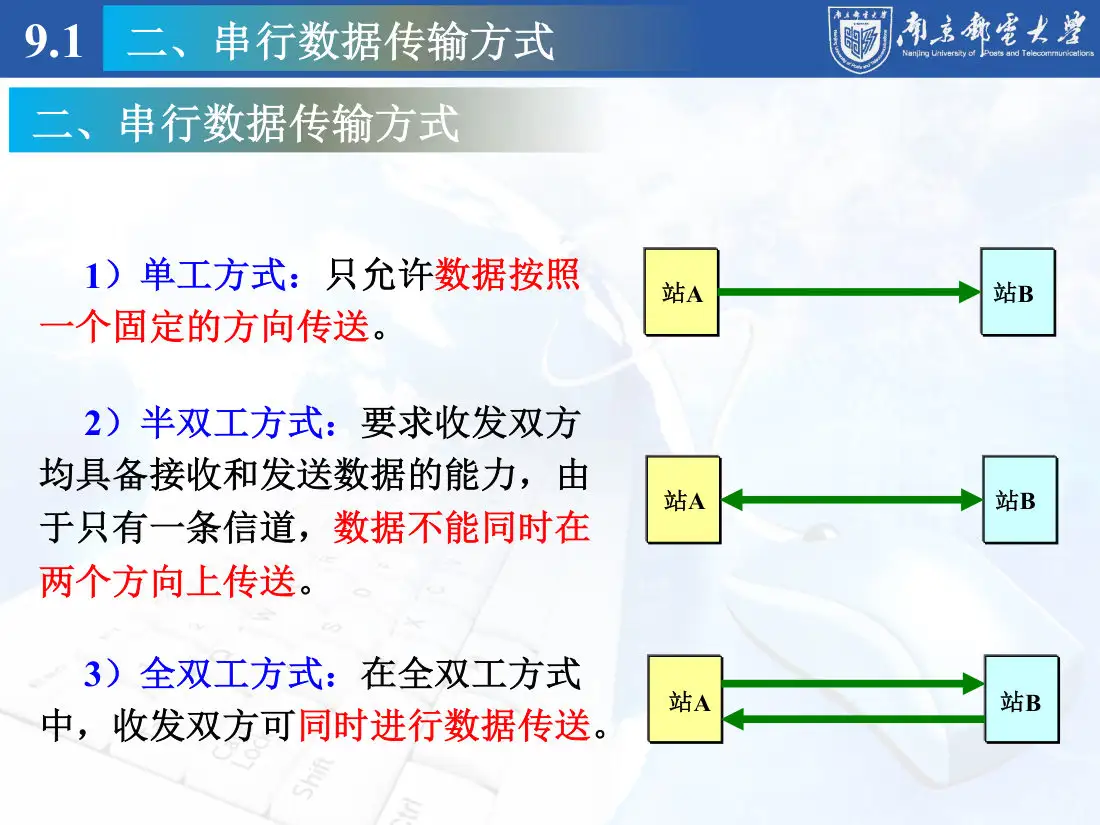 9.1 二、串行数据传输方式
南京邮电大学
Nanjing University of Posts and Telecommunications
二、串行数据传输方式
1）单工方式：只允许数据按照
一个固定的方向传送。
站A 站B
2）半双工方式：要求收发双方
均具备接收和发送数据的能力，由
于只有一条信道，数据不能同时在
两个方向上传送。
站A 站B
3）全双工方式：在全双工方式
中，收发双方可同时进行数据传送。
站A 站B
Shift
Ctrl